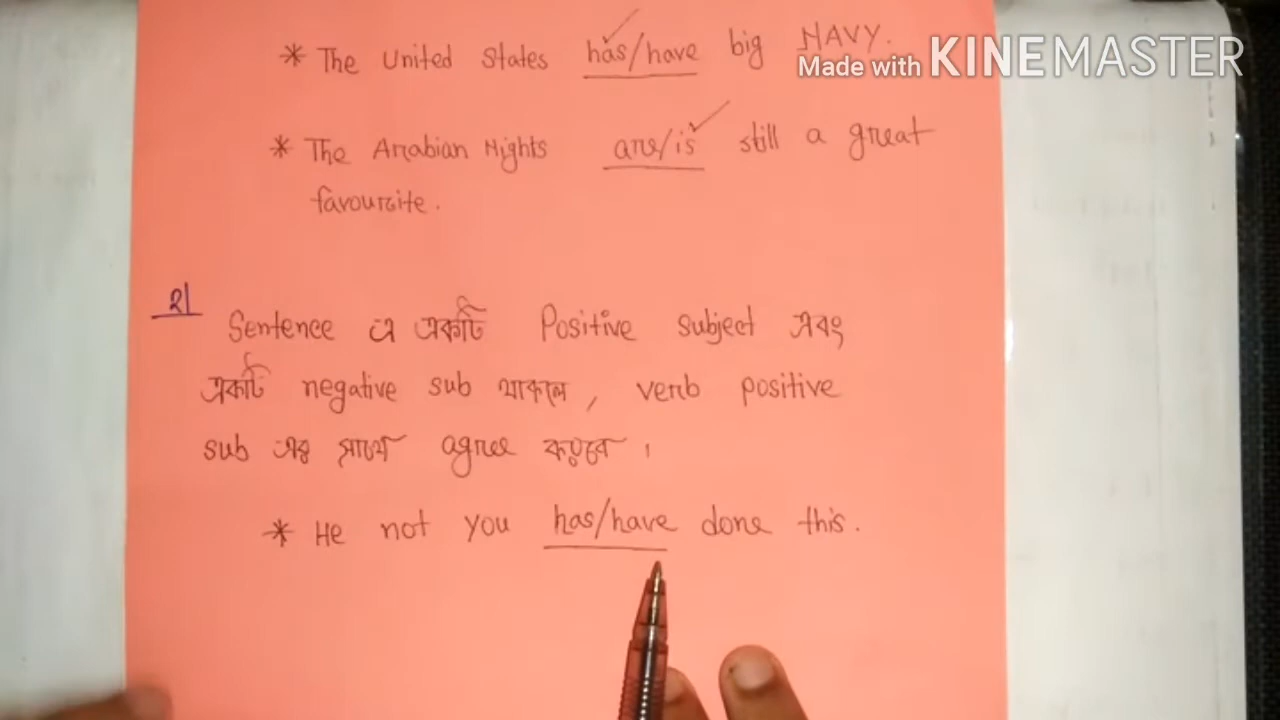 * The United States has/have big NAVY.
Made with KINEMASTER
* The Arabian Nights are/is still a great
favourite.
২।
Sentence এ একটি Positive subject এবং
একটি negative sub থাকলে, verb positive
sub এর সাথে agree করবে।
* He not you has/have done this.